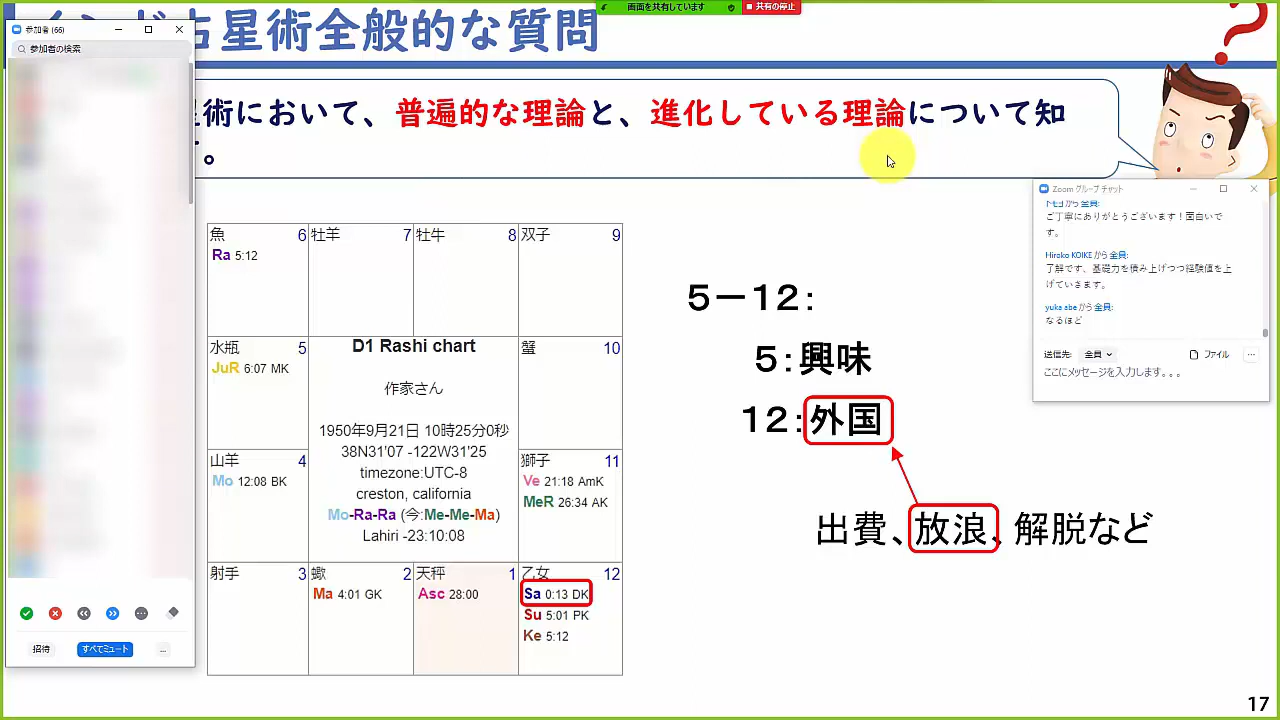 画面を共有しています
共有の停止
占星術全般的な質問
参加者 (66)
参加者の検索
術において、普遍的な理論と、進化している理論について知
。
Zoom グループ チャット
から 全員:
ご丁寧にありがとうございます！面白いで
す。
Hiroko KOIKE から 全員:
了解です、基礎力を積み上げつつ経験値を上
げていきます。
yuka abe から 全員:
なるほど
送信先: 全員
ファイル
...
ここにメッセージを入力します。。。
魚 6
Ra 5:12
牡羊 7
牡牛 8
双子 9
水瓶 5
JuR 6:07 MK
D1 Rashi chart
作家さん
1950年9月21日 10時25分0秒
38N31'07 -122W31'25
timezone:UTC-8
creston, california
Mo-Ra-Ra (今:Me-Me-Ma)
Lahiri -23:10:08
蟹 10
山羊 4
Mo 12:08 BK
獅子 11
Ve 21:18 AmK
MeR 26:34 AK
射手 3
蠍 2
Ma 4:01 GK
天秤 1
Asc 28:00
乙女 12
Sa 0:13 DK
Su 5:01 PK
Ke 5:12
５－１２：
５：興味
１２：外国
出費、放浪、解脱など
招待
すべてミュート
...
17